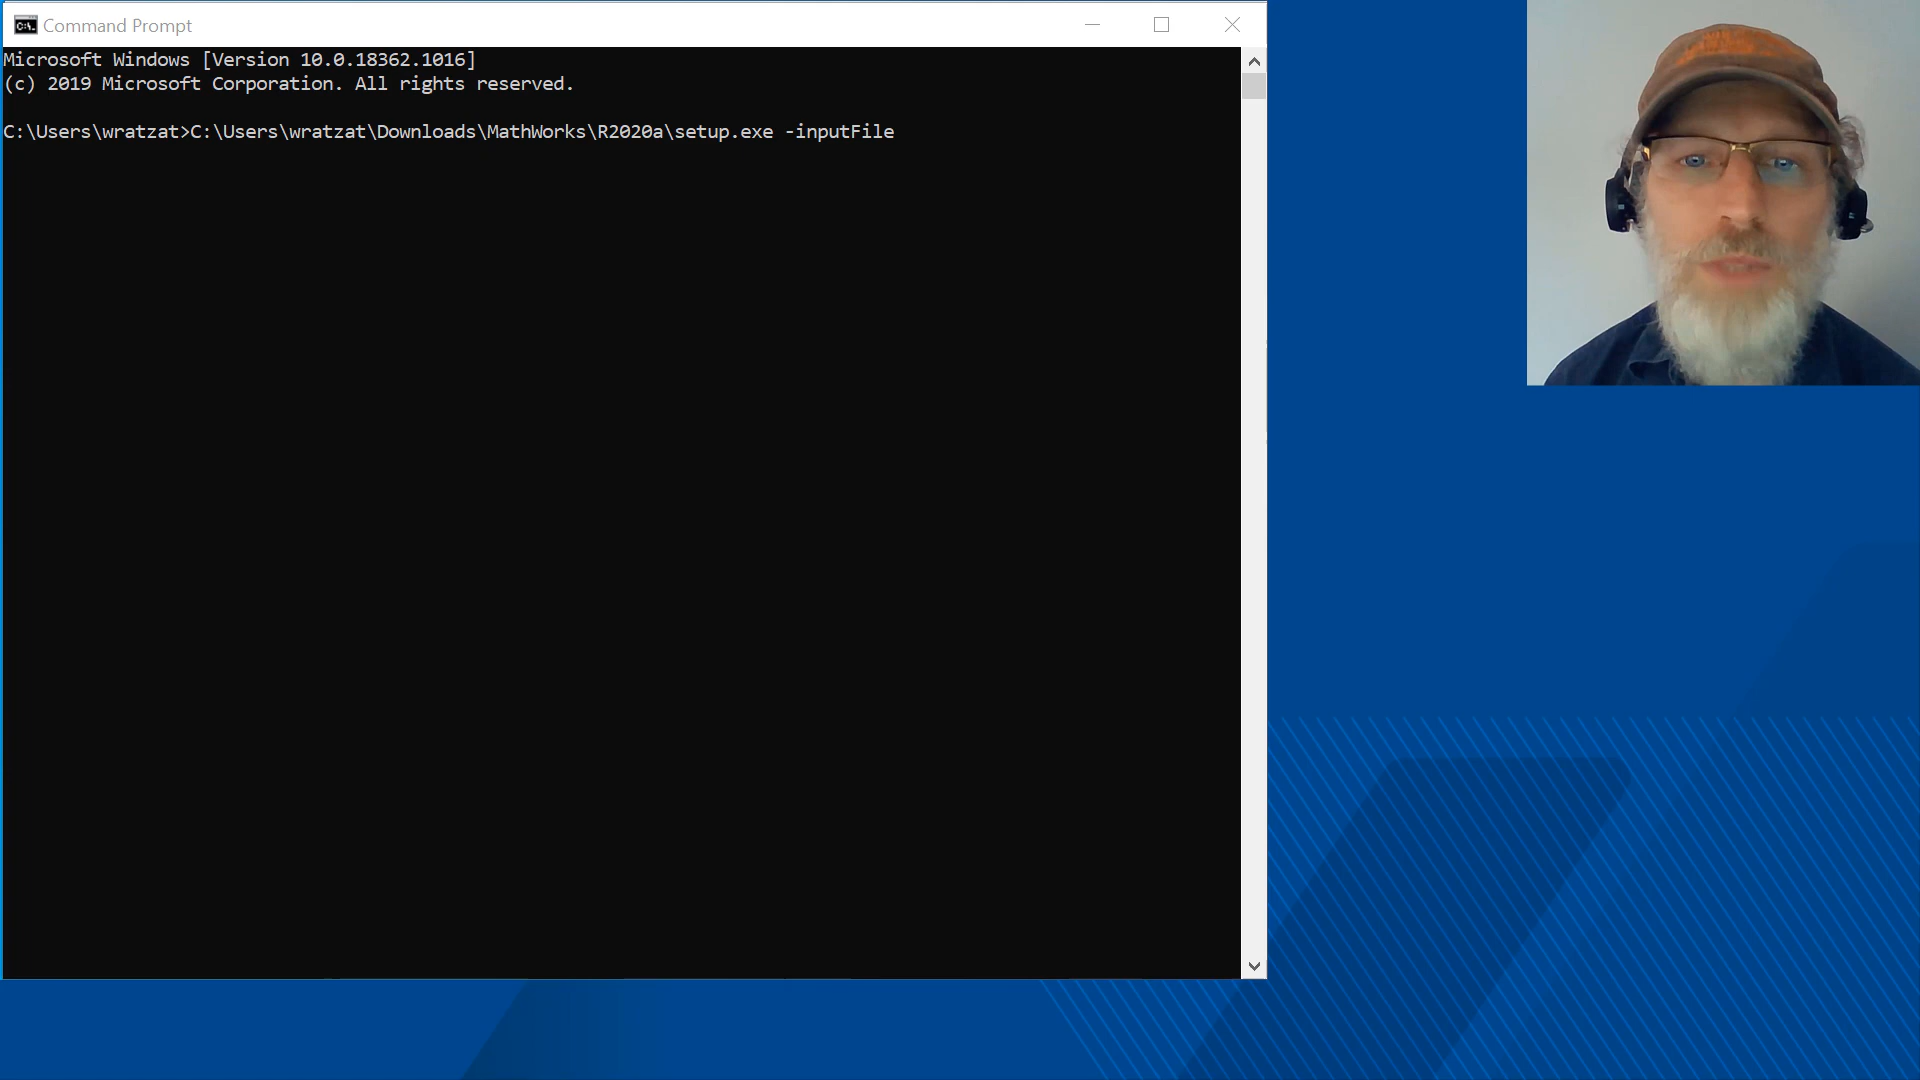 Command Prompt
Microsoft Windows [Version 10.0.18362.1016]
(c) 2019 Microsoft Corporation. All rights reserved.
C:\Users\wratzat>C:\Users\wratzat\Downloads\MathWorks\R2020a\setup.exe -inputFile